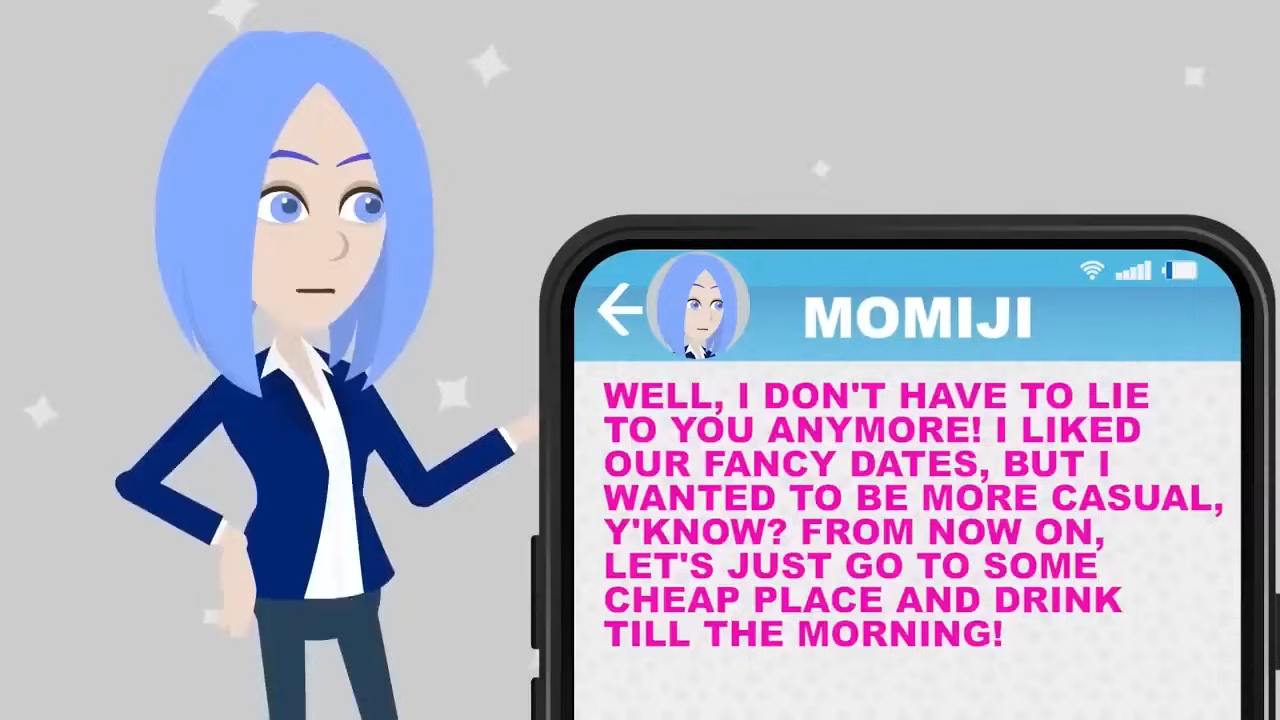 MOMIJI
WELL, I DON'T HAVE TO LIE
TO YOU ANYMORE! I LIKED
OUR FANCY DATES, BUT I
WANTED TO BE MORE CASUAL,
Y'KNOW? FROM NOW ON,
LET'S JUST GO TO SOME
CHEAP PLACE AND DRINK
TILL THE MORNING!